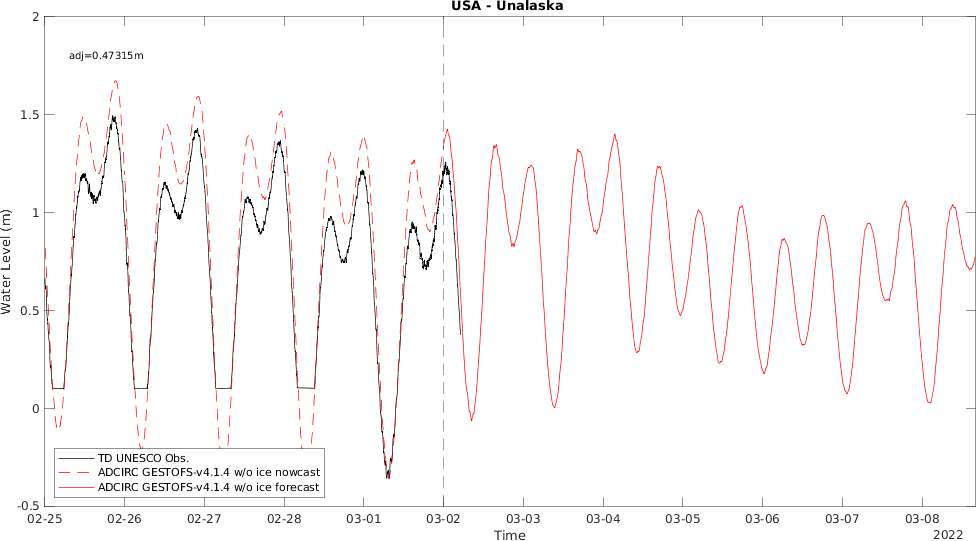 USA - Unalaska
2
adj=0.47315m
1.5
1
0.5
0
-0.5
Water Level (m)
TD UNESCO Obs.
ADCIRC GESTOFS-v4.1.4 w/o ice nowcast
ADCIRC GESTOFS-v4.1.4 w/o ice forecast
02-25 02-26 02-27 02-28 03-01 03-02 03-03 03-04 03-05 03-06 03-07 03-08
Time
2022